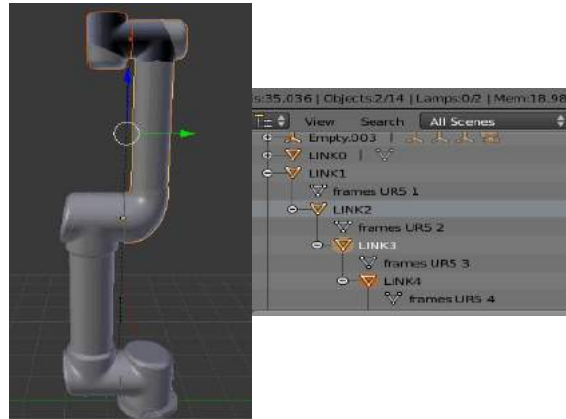 s:35,036 | Objects:2/14 | Lamps:0/2 | Mem:18.98
View Search All Scenes
Empty.003
LINK0
LINK1
frames UR5 1
LINK2
frames UR5 2
LINK3
frames UR5 3
LINK4
frames UR5 4